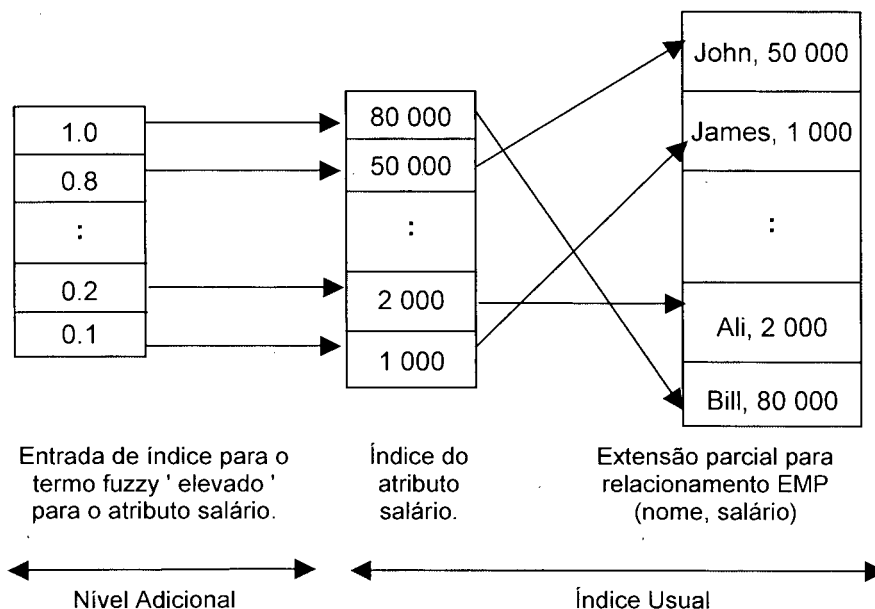 1.0
0.8
:
0.2
0.1
80 000
50 000
:
2 000
1 000
John, 50 000
James, 1 000
:
Ali, 2 000
Bill, 80 000
Entrada de índice para o
termo fuzzy ' elevado '
para o atributo salário.
Índice do
atributo
salário.
Extensão parcial para
relacionamento EMP
(nome, salário)
Nível Adicional
Índice Usual